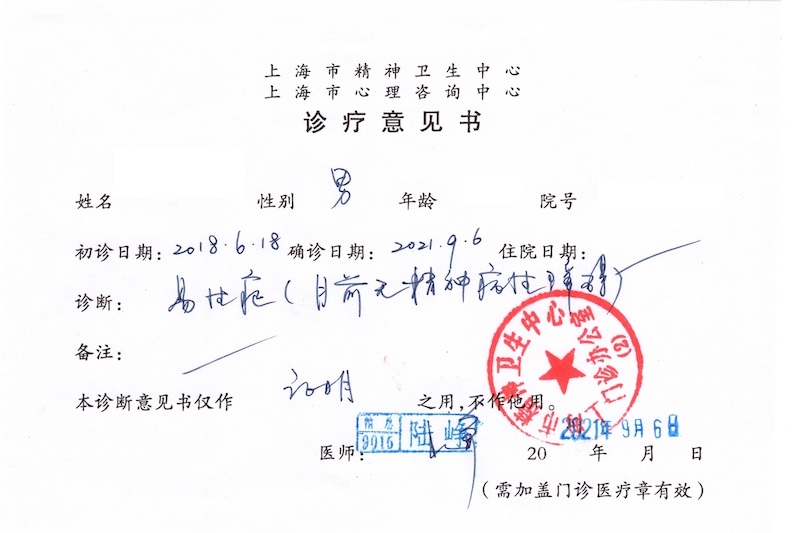 上海市精神卫生中心
上海市心理咨询中心
诊疗意见书
姓名 性别 男 年龄 院号
初诊日期：2018.6.18 确诊日期：2021.9.6 住院日期：
诊断：易性症（目前无精神病性障碍）
备注：
本诊断意见书仅作 证明 之用，不作他用。
医师：精卫 9916 陆峥 20 年 月 日
2021年9月6日
（需加盖门诊医疗章有效）
市精神卫生中心 门诊办公室 (2)